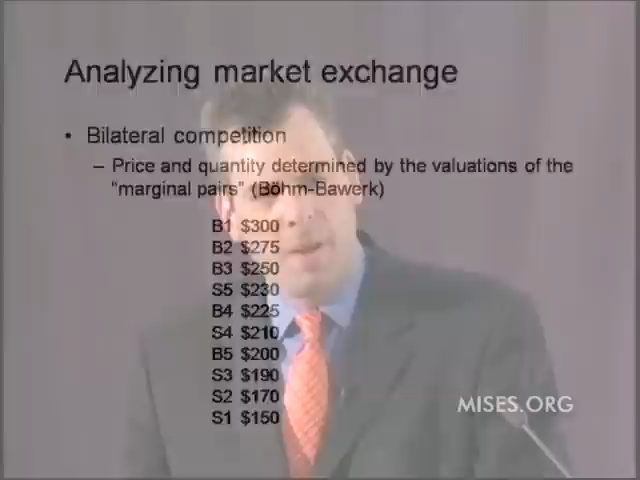 Analyzing market exchange
• Bilateral competition
– Price and quantity determined by the valuations of the
"marginal pairs" (Böhm-Bawerk)
B1 $300
B2 $275
B3 $250
S5 $230
B4 $225
S4 $210
B5 $200
S3 $190
S2 $170
S1 $150
MISES.ORG